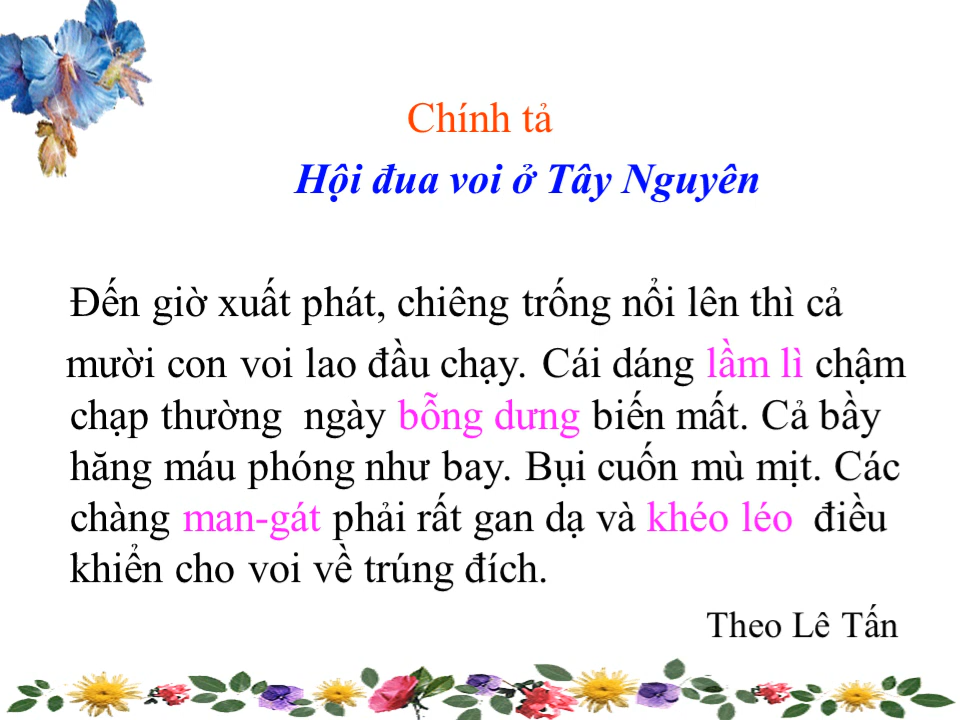 Chính tả
Hội đua voi ở Tây Nguyên
Đến giờ xuất phát, chiêng trống nổi lên thì cả
mười con voi lao đầu chạy. Cái dáng lầm lì chậm
chạp thường ngày bỗng dưng biến mất. Cả bầy
hăng máu phóng như bay. Bụi cuốn mù mịt. Các
chàng man-gát phải rất gan dạ và khéo léo điều
khiển cho voi về trúng đích.
Theo Lê Tấn